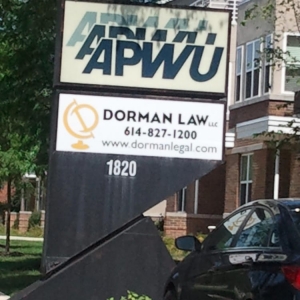 APWU
DORMAN LAW LLC
614-827-1200
www.dormanlegal.com
1820